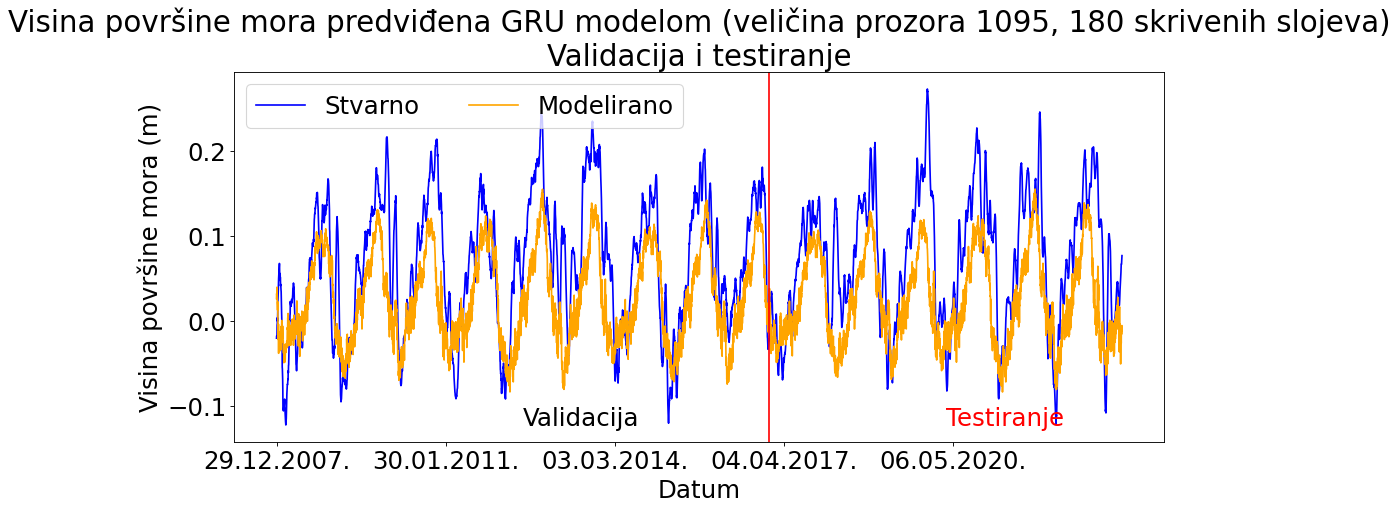 Visina površine mora predviđena GRU modelom (veličina prozora 1095, 180 skrivenih slojeva)
Validacija i testiranje
Stvarno Modelirano
Visina površine mora (m)
0.2
0.1
0.0
−0.1
Validacija Testiranje
29.12.2007. 30.01.2011. 03.03.2014. 04.04.2017. 06.05.2020.
Datum